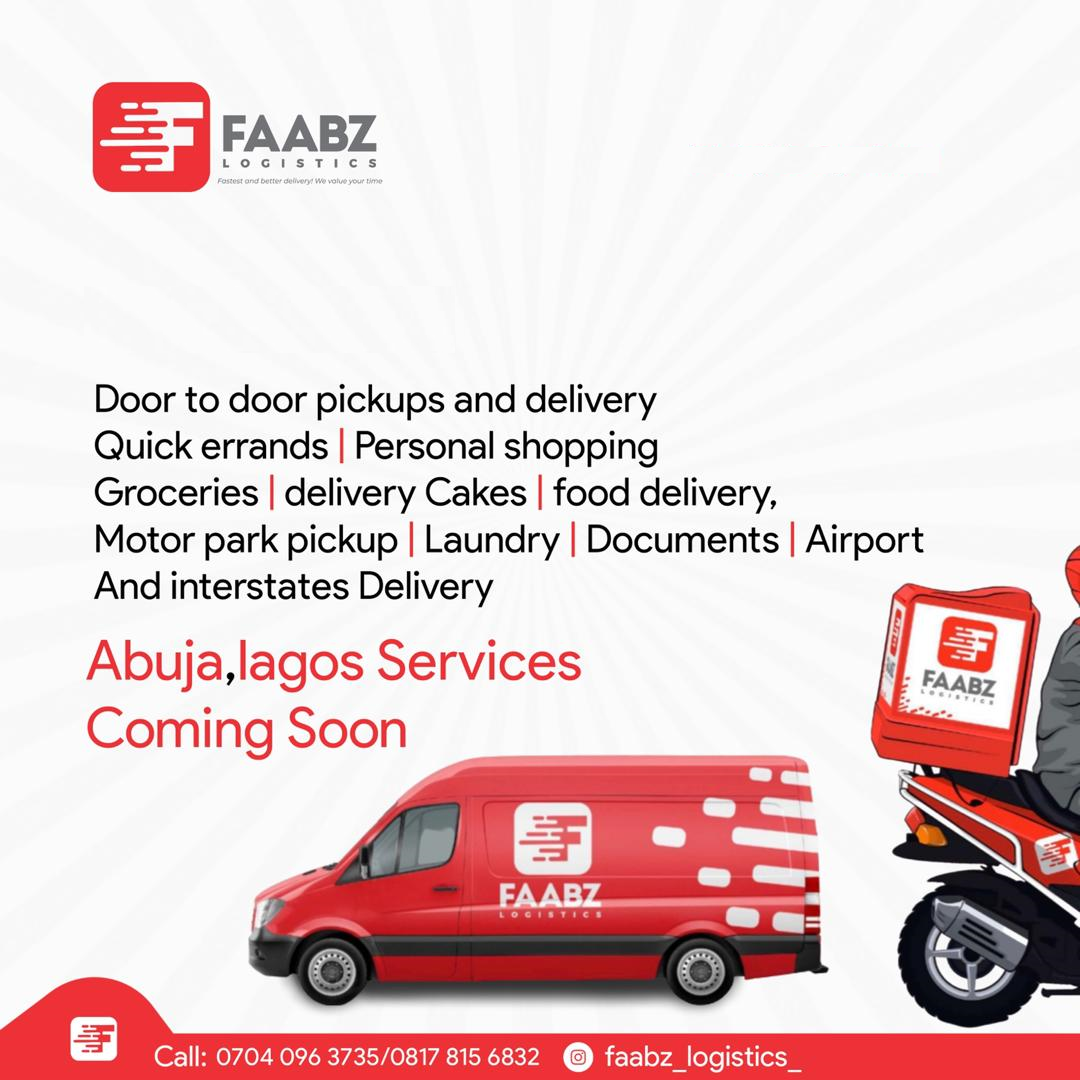 FAABZ
LOGISTICS
Fastest and better delivery! We value your time
Door to door pickups and delivery
Quick errands | Personal shopping
Groceries | delivery Cakes | food delivery,
Motor park pickup | Laundry | Documents | Airport
And interstates Delivery
Abuja,lagos Services
Coming Soon
FAABZ
LOGISTICS
FAABZ
LOGISTICS
Call: 0704 096 3735/0817 815 6832 faabz_logistics_